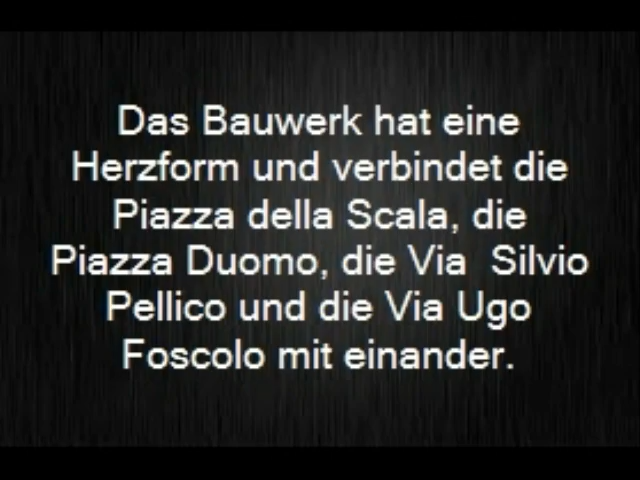 Das Bauwerk hat eine
Herzform und verbindet die
Piazza della Scala, die
Piazza Duomo, die Via  Silvio
Pellico und die Via Ugo
Foscolo mit einander.